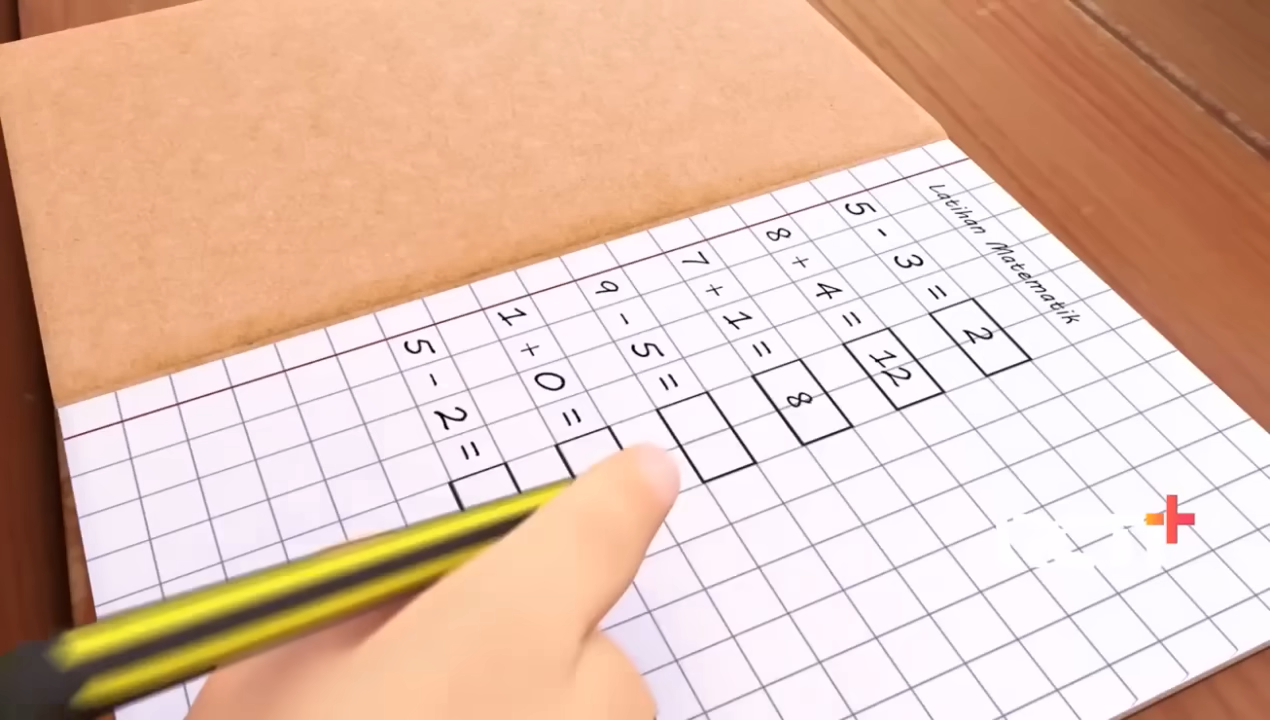 Latihan Matematik
5 - 3 = 2
8 + 4 = 12
7 + 1 = 8
9 - 5 =
1 + 0 =
5 - 2 =